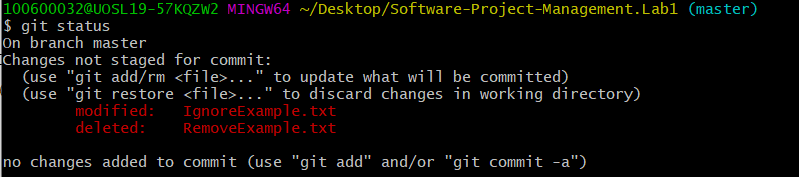 100600032@UOSL19-57KQZW2 MINGW64 ~/Desktop/Software-Project-Management.Lab1 (master)
$ git status
On branch master
Changes not staged for commit:
  (use "git add/rm <file>..." to update what will be committed)
  (use "git restore <file>..." to discard changes in working directory)
        modified:   IgnoreExample.txt
        deleted:    RemoveExample.txt
no changes added to commit (use "git add" and/or "git commit -a")